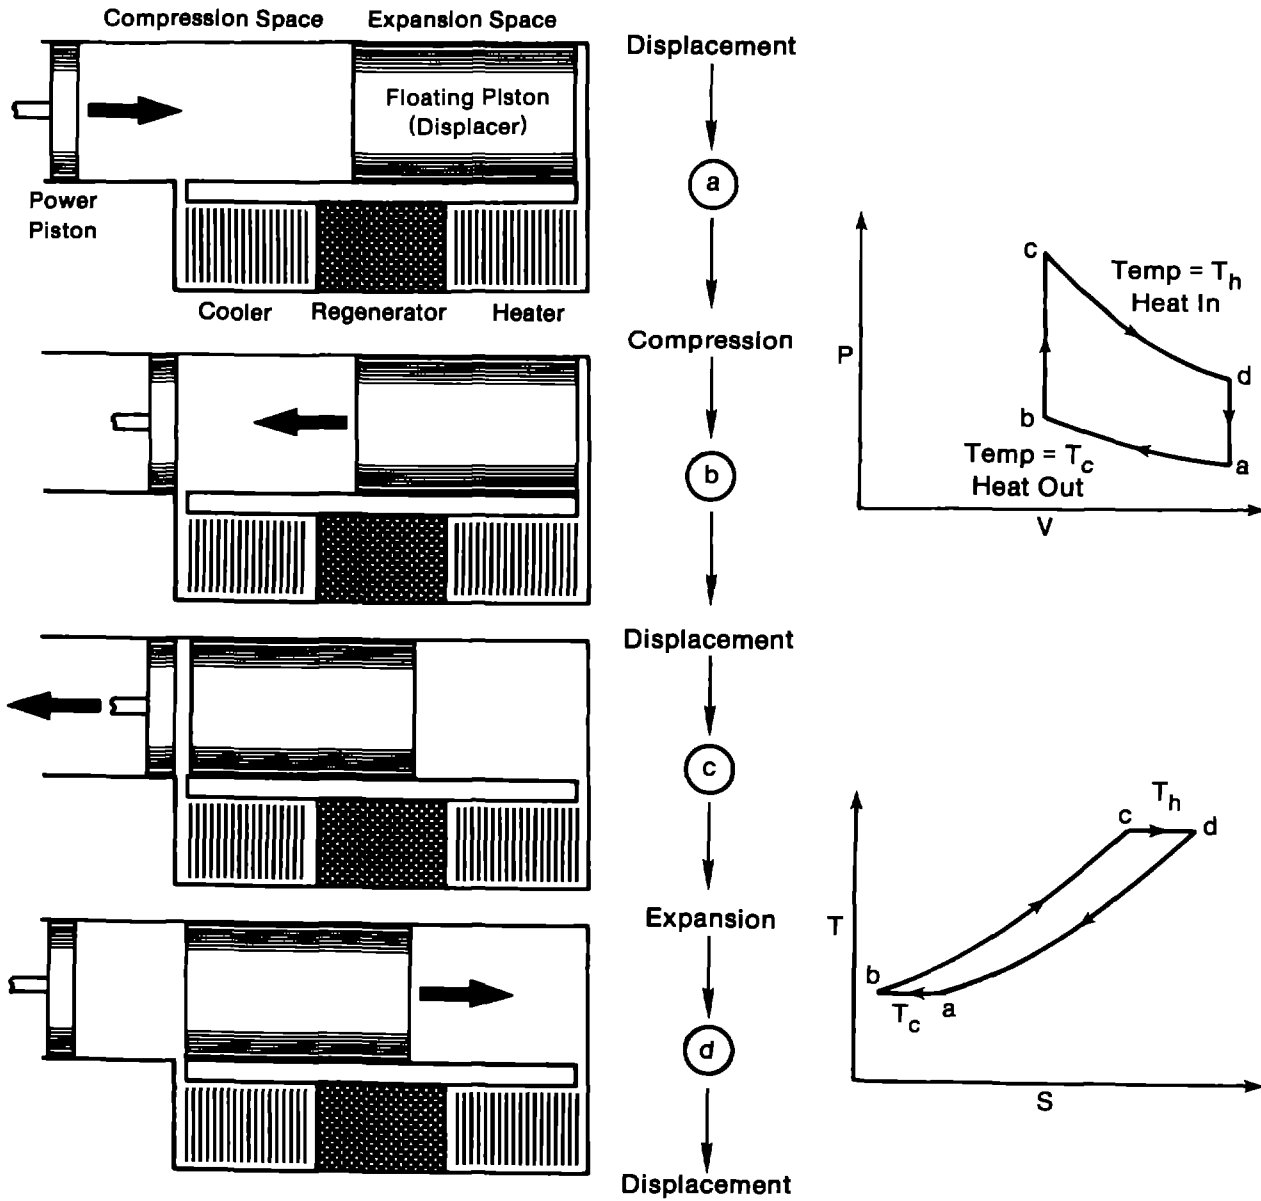 Compression Space
Expansion Space
Floating Piston
(Displacer)
Power
Piston
Cooler
Regenerator
Heater
Displacement
a
Compression
b
Displacement
c
Expansion
d
Displacement
P
c
Temp = Th
Heat In
d
b
Temp = Tc
Heat Out
a
V
T
c
Th
d
b
Tc
a
S